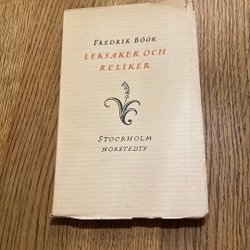 FREDRIK BÖÖK
LEKSAKER OCH
RELIKER
STOCKHOLM
NORSTEDTS